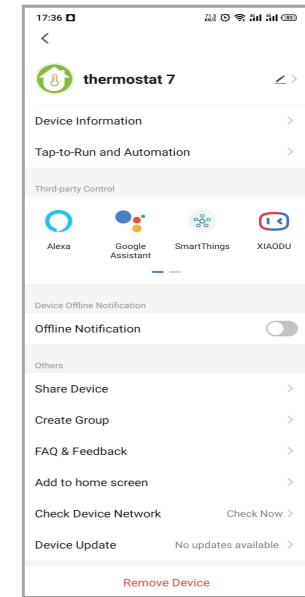 17:36
thermostat 7
Device Information
Tap-to-Run and Automation
Third-party Control
Alexa
Google
Assistant
SmartThings
XIAODU
Device Offline Notification
Offline Notification
Others
Share Device
Create Group
FAQ & Feedback
Add to home screen
Check Device Network Check Now
Device Update No updates available
Remove Device